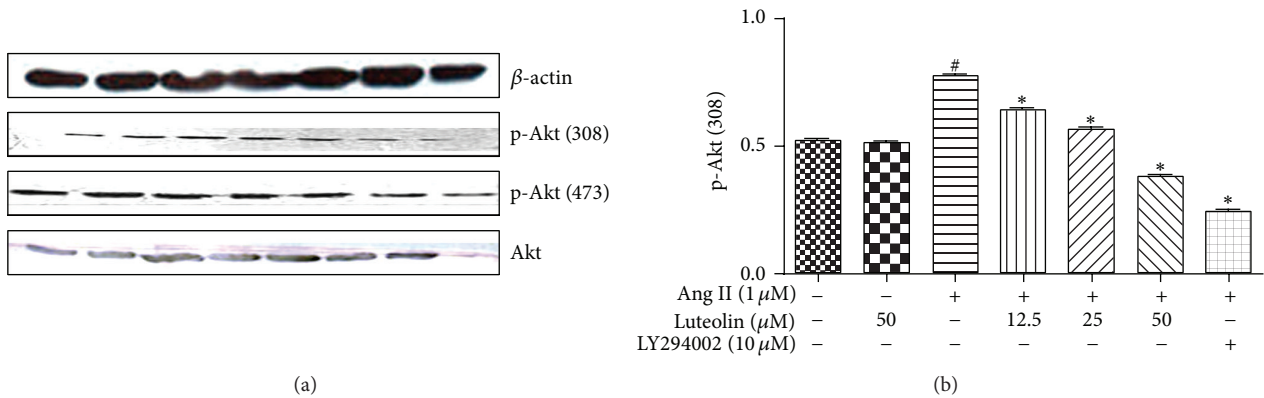 β-actin
p-Akt (308)
p-Akt (473)
Akt
(a)
1.0
0.5
0.0
p-Akt (308)
#
*
*
*
*
Ang II (1 μM) − − + + + + +
Luteolin (μM) − 50 − 12.5 25 50 −
LY294002 (10 μM) − − − − − − +
(b)